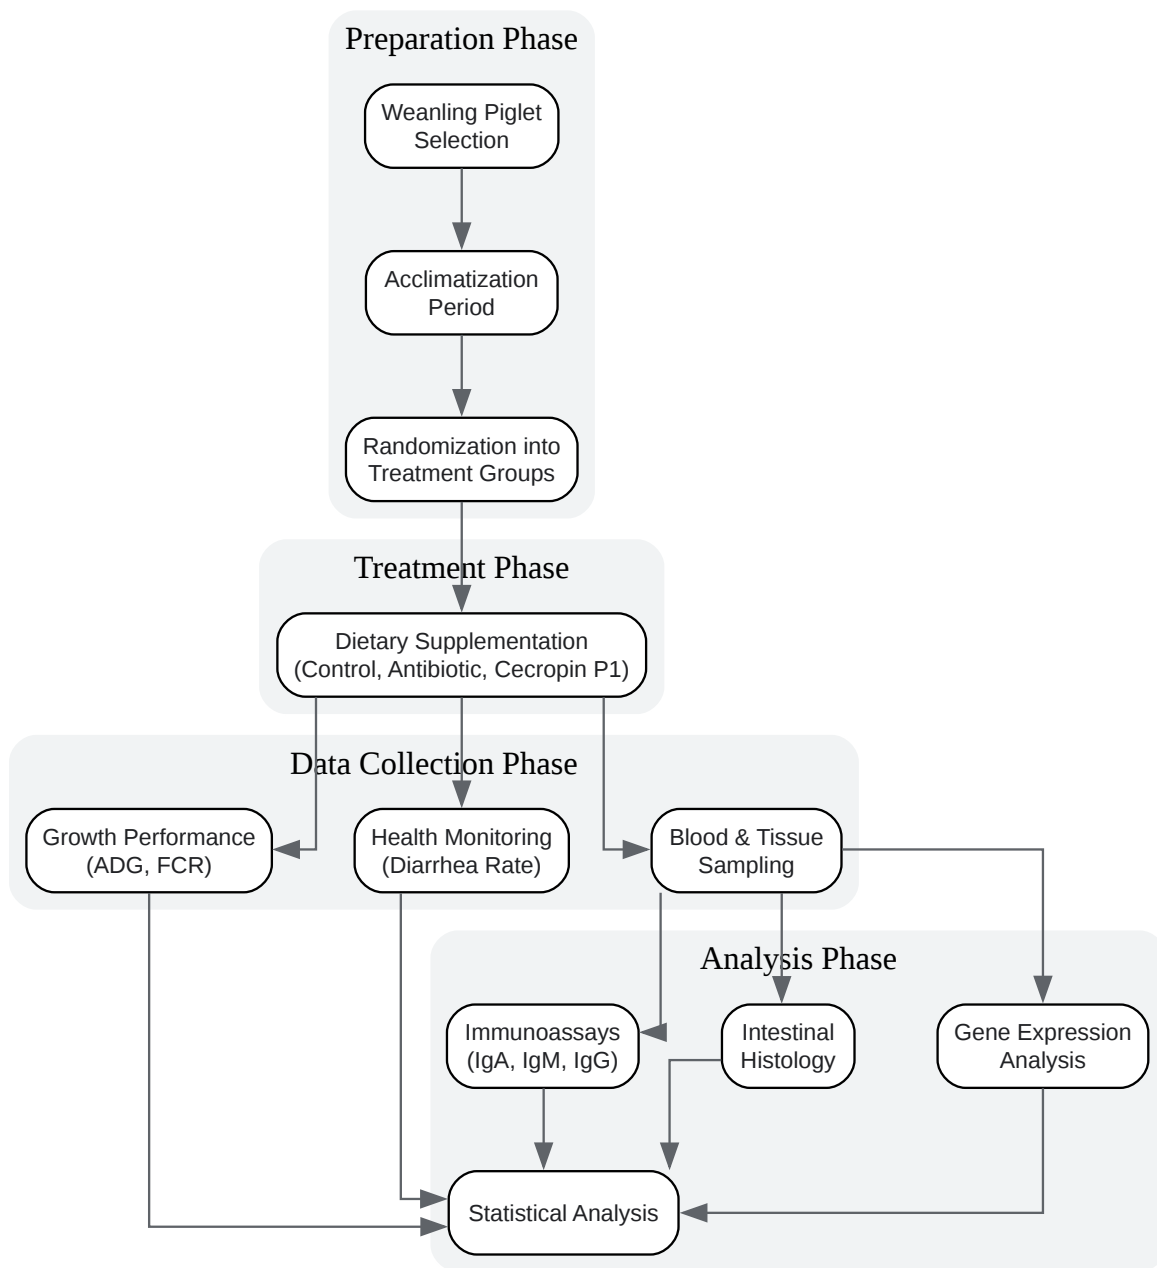 Preparation Phase
Weanling Piglet
Selection
Acclimatization
Period
Randomization into
Treatment Groups
Treatment Phase
Dietary Supplementation
(Control, Antibiotic, Cecropin P1)
Data Collection Phase
Growth Performance
(ADG, FCR)
Health Monitoring
(Diarrhea Rate)
Blood & Tissue
Sampling
Analysis Phase
Immunoassays
(IgA, IgM, IgG)
Intestinal
Histology
Gene Expression
Analysis
Statistical Analysis